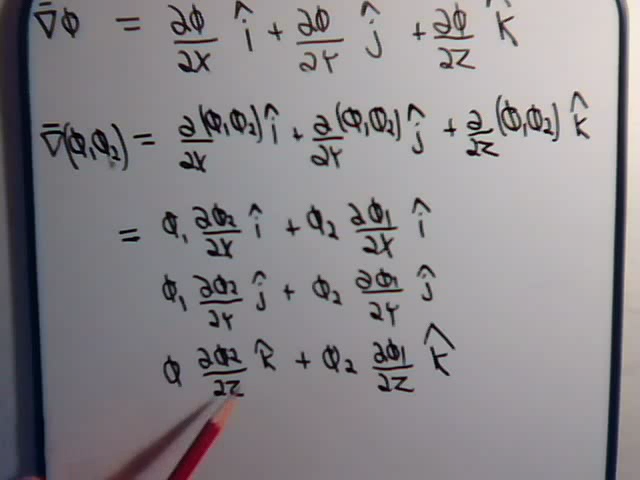 ∇̄Φ = ∂Φ/∂X î + ∂Φ/∂Y ĵ + ∂Φ/∂Z k̂
∇̄(Φ₁Φ₂) = ∂/∂X (Φ₁Φ₂) î + ∂/∂Y (Φ₁Φ₂) ĵ + ∂/∂Z (Φ₁Φ₂) k̂
= Φ₁ ∂Φ₂/∂X î + Φ₂ ∂Φ₁/∂X î
Φ₁ ∂Φ₂/∂Y ĵ + Φ₂ ∂Φ₁/∂Y ĵ
Φ ∂Φ₂/∂Z k̂ + Φ₂ ∂Φ₁/∂Z k̂